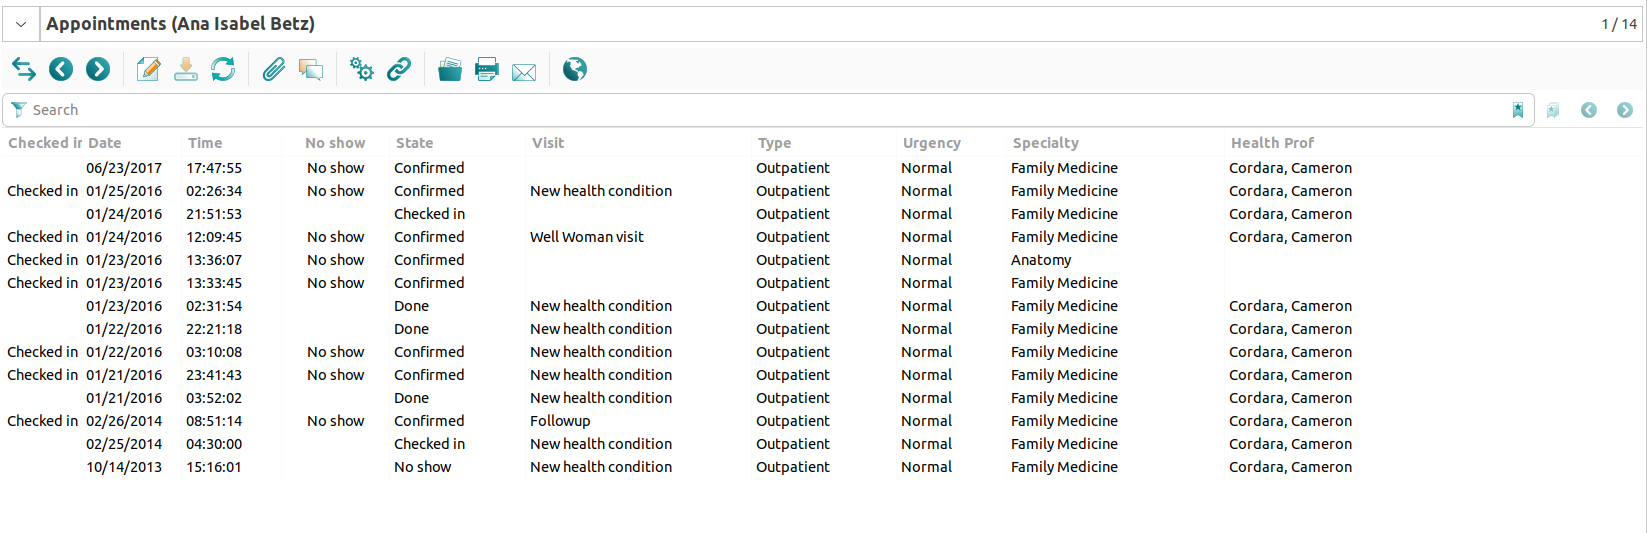 Appointments (Ana Isabel Betz) 1 / 14
Search
Checked in Date Time No show State Visit Type Urgency Specialty Health Prof
06/23/2017 17:47:55 No show Confirmed Outpatient Normal Family Medicine Cordara, Cameron
Checked in 01/25/2016 02:26:34 No show Confirmed New health condition Outpatient Normal Family Medicine Cordara, Cameron
01/24/2016 21:51:53 Checked in Outpatient Normal Family Medicine Cordara, Cameron
Checked in 01/24/2016 12:09:45 No show Confirmed Well Woman visit Outpatient Normal Family Medicine Cordara, Cameron
Checked in 01/23/2016 13:36:07 No show Confirmed Outpatient Normal Anatomy
Checked in 01/23/2016 13:33:45 No show Confirmed Outpatient Normal Family Medicine
01/23/2016 02:31:54 Done New health condition Outpatient Normal Family Medicine Cordara, Cameron
01/22/2016 22:21:18 Done New health condition Outpatient Normal Family Medicine Cordara, Cameron
Checked in 01/22/2016 03:10:08 No show Confirmed New health condition Outpatient Normal Family Medicine Cordara, Cameron
Checked in 01/21/2016 23:41:43 No show Confirmed New health condition Outpatient Normal Family Medicine Cordara, Cameron
01/21/2016 03:52:02 Done New health condition Outpatient Normal Family Medicine Cordara, Cameron
Checked in 02/26/2014 08:51:14 No show Confirmed Followup Outpatient Normal Family Medicine Cordara, Cameron
02/25/2014 04:30:00 Checked in New health condition Outpatient Normal Family Medicine Cordara, Cameron
10/14/2013 15:16:01 No show New health condition Outpatient Normal Family Medicine Cordara, Cameron